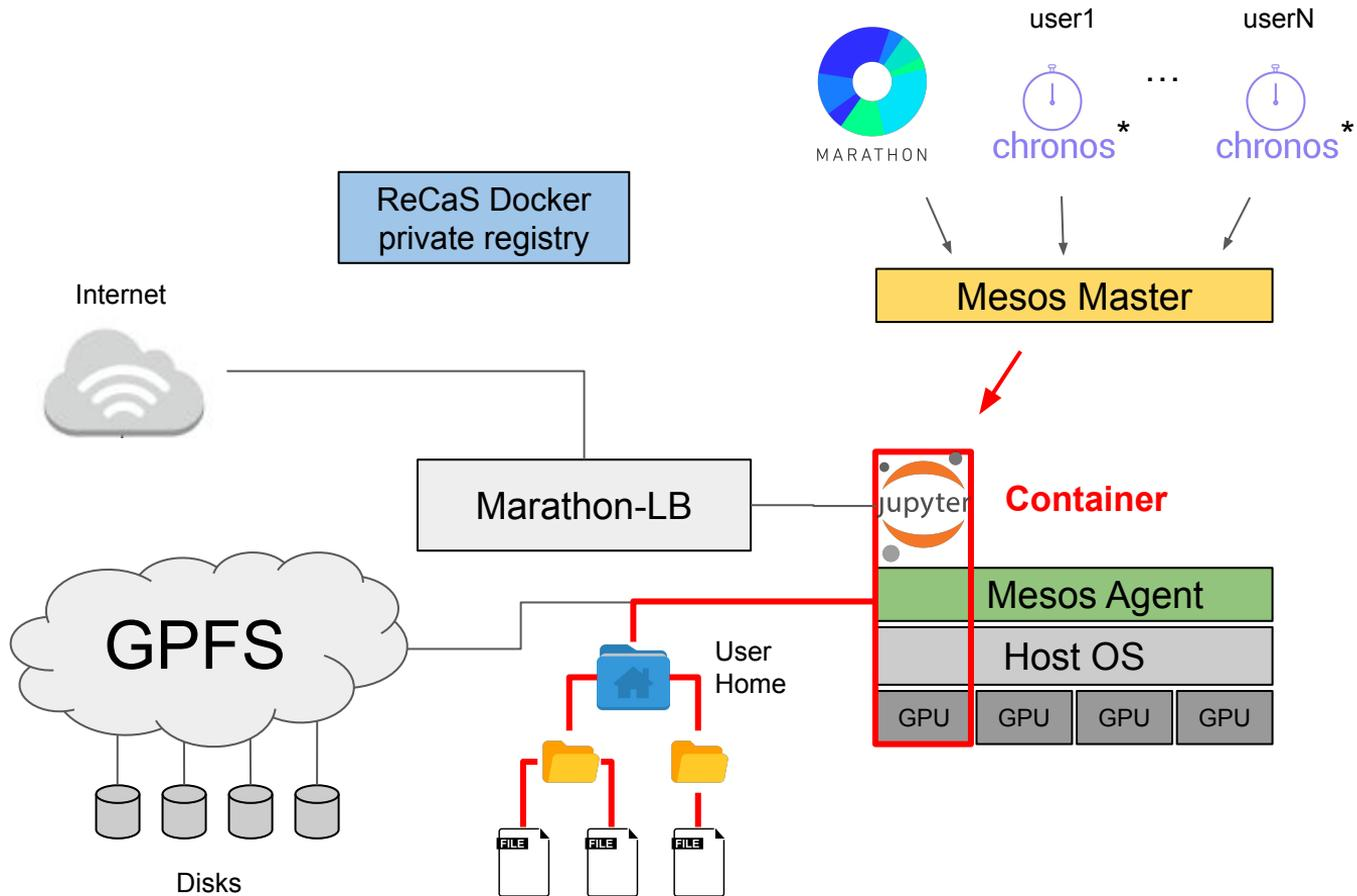 user1
userN
...
MARATHON
chronos*
chronos*
ReCaS Docker
private registry
Mesos Master
Internet
Marathon-LB
jupyter
Container
Mesos Agent
Host OS
GPU
GPU
GPU
GPU
GPFS
User
Home
FILE
FILE
FILE
Disks